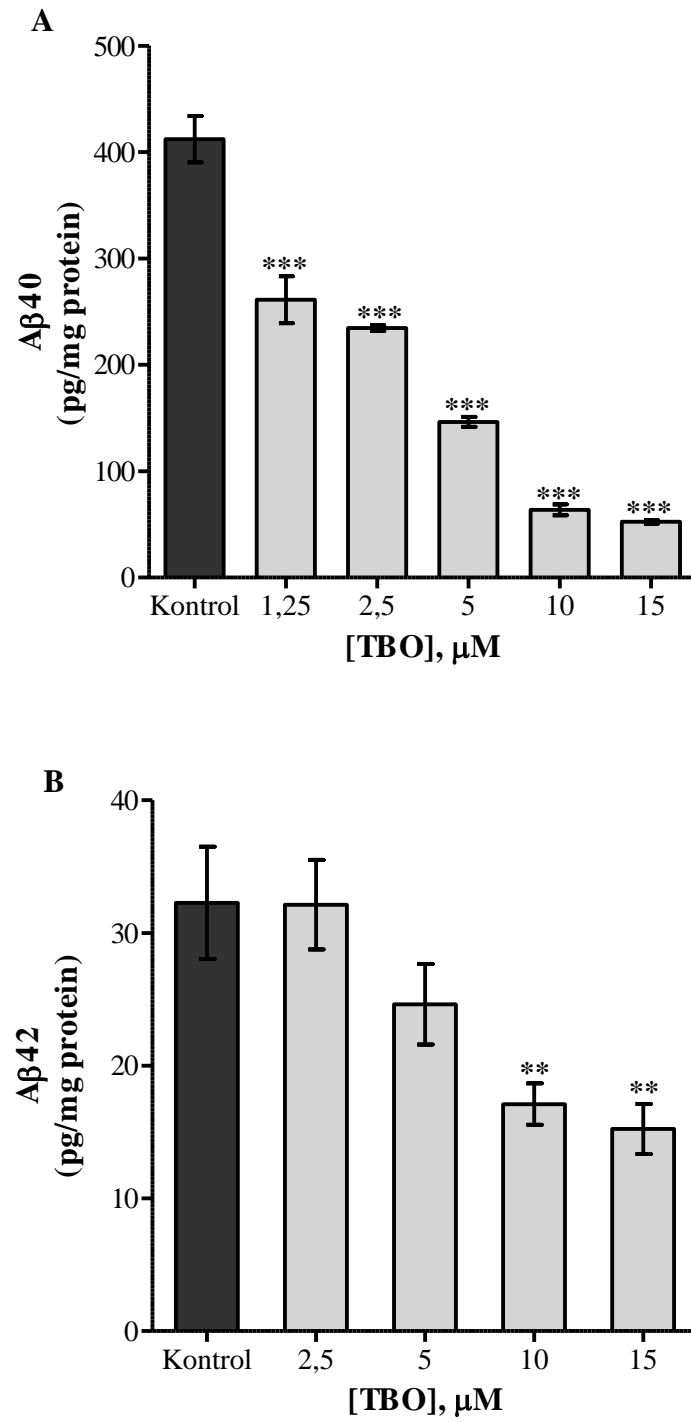 A
500
400
300
200
100
0
Aβ40
(pg/mg protein)
***
***
***
***
***
Kontrol 1,25 2,5 5 10 15
[TBO], μM
B
40
30
20
10
0
Aβ42
(pg/mg protein)
**
**
Kontrol 2,5 5 10 15
[TBO], μM